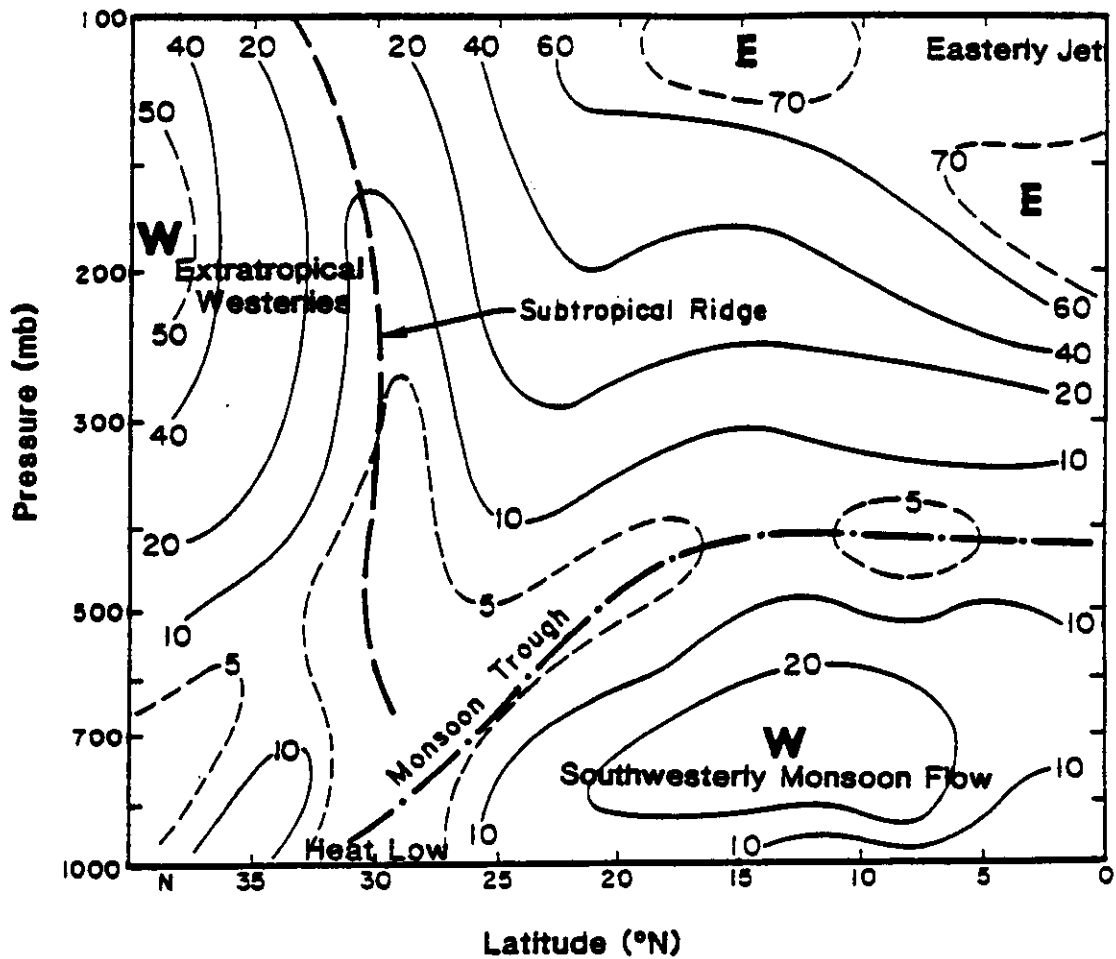 100
40
20
20
40
60
E
Easterly Jet
50
70
70
E
W
200
Extratropical
Westerlies
50
Subtropical Ridge
60
40
20
300
40
10
10
5
20
5
500
10
10
5
20
Monsoon Trough
700
10
W
Southwesterly Monsoon Flow
10
10
10
Heat Low
1000
N
35
30
25
20
15
10
5
0
Pressure (mb)
Latitude (°N)